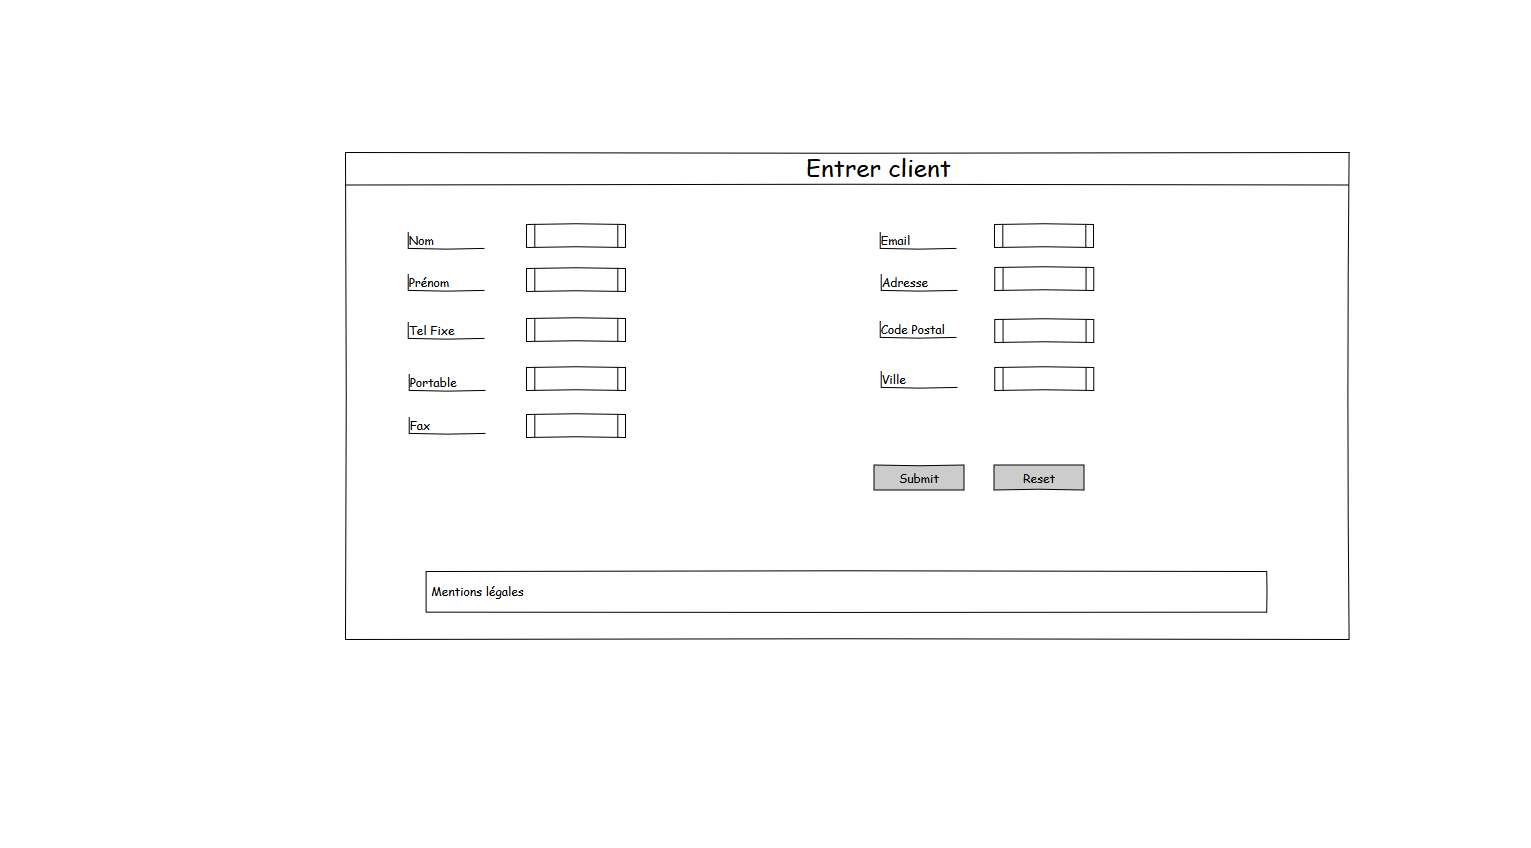 Entrer client
Nom
Email
Prénom
Adresse
Tel Fixe
Code Postal
Portable
Ville
Fax
Submit
Reset
Mentions légales